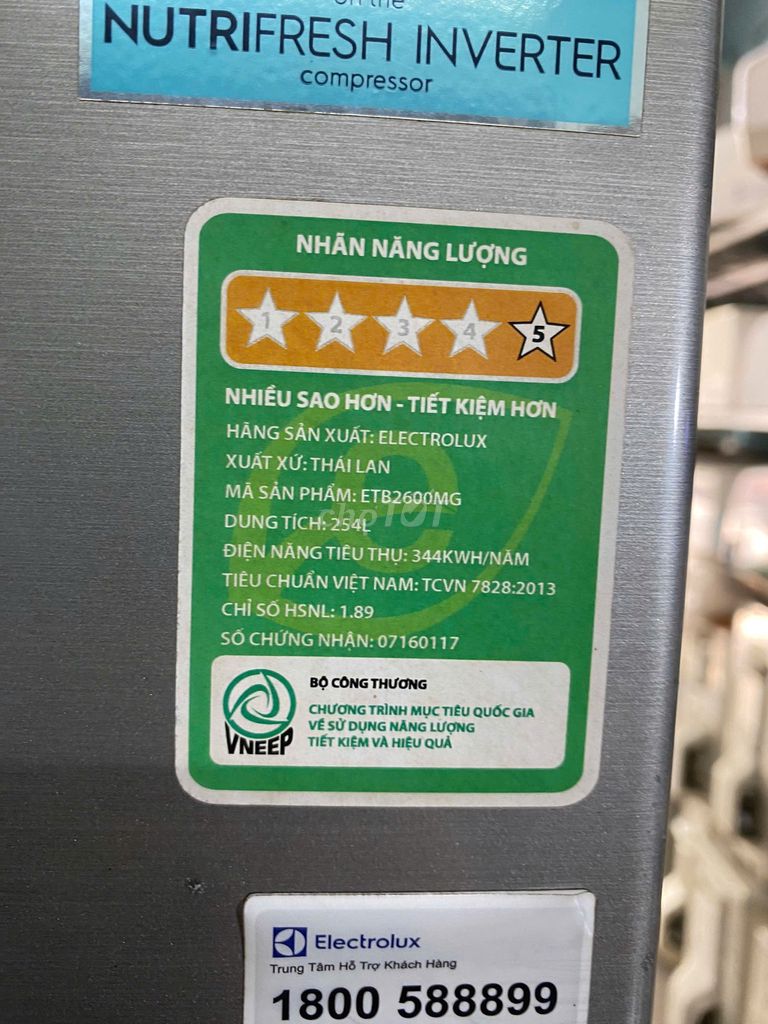 on the
NUTRIFRESH INVERTER
compressor
NHÃN NĂNG LƯỢNG
1 2 3 4 5
NHIỀU SAO HƠN - TIẾT KIỆM HƠN
HÃNG SẢN XUẤT: ELECTROLUX
XUẤT XỨ: THÁI LAN
MÃ SẢN PHẨM: ETB2600MG
chợTỐT
DUNG TÍCH: 254L
ĐIỆN NĂNG TIÊU THỤ: 344KWH/NĂM
TIÊU CHUẨN VIỆT NAM: TCVN 7828:2013
CHỈ SỐ HSNL: 1.89
SỐ CHỨNG NHẬN: 07160117
VNEEP
BỘ CÔNG THƯƠNG
CHƯƠNG TRÌNH MỤC TIÊU QUỐC GIA
VỀ SỬ DỤNG NĂNG LƯỢNG
TIẾT KIỆM VÀ HIỆU QUẢ
Electrolux
Trung Tâm Hỗ Trợ Khách Hàng
1800 588899